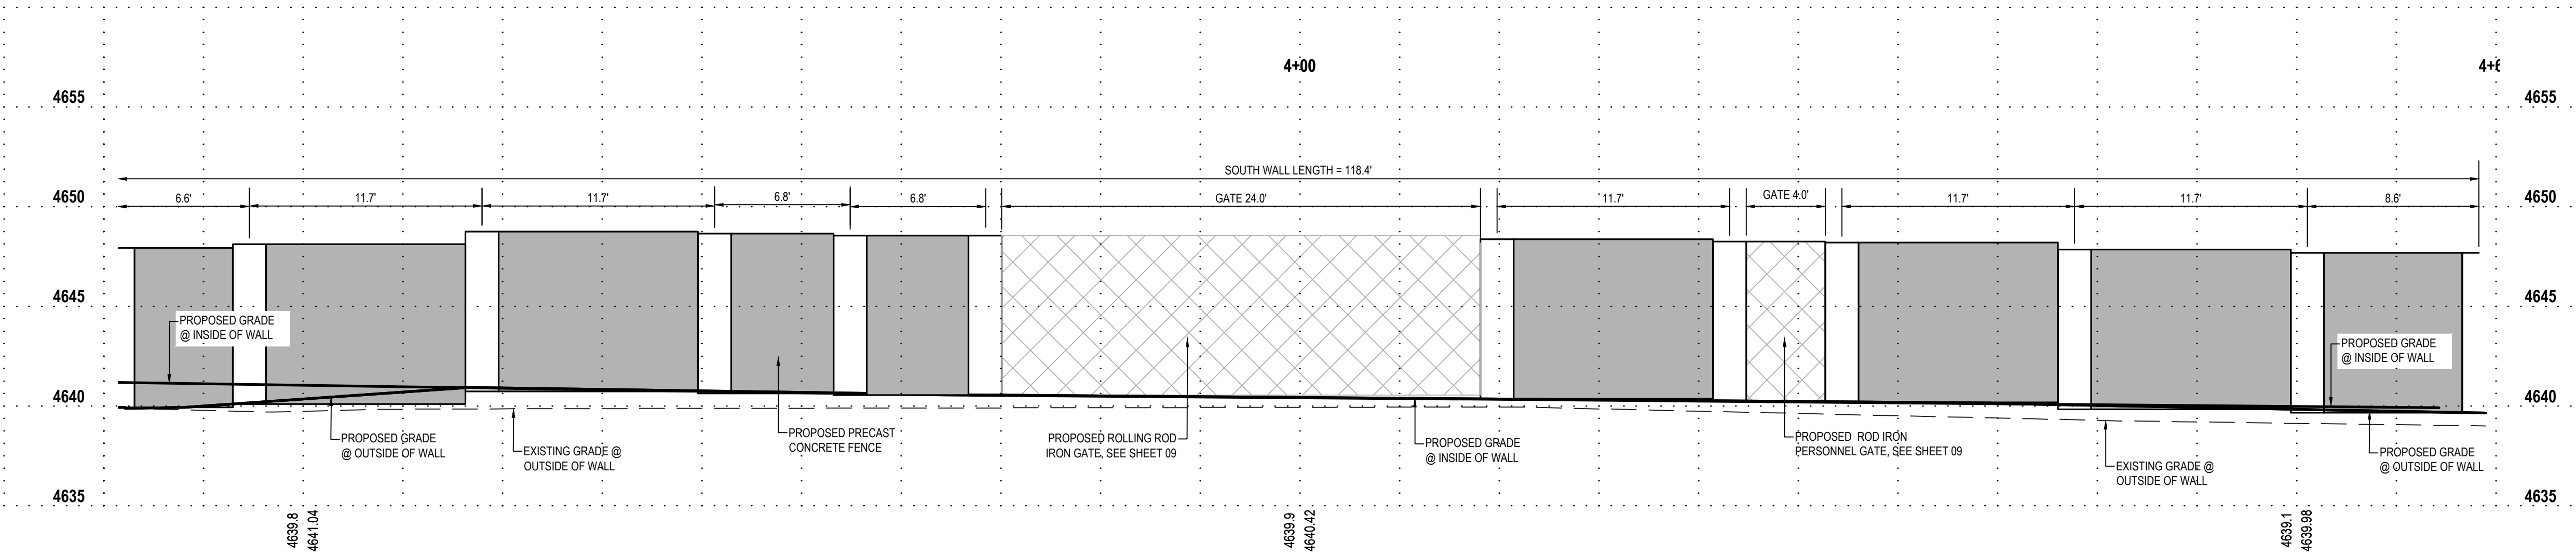 4+00
4+6
4655
4655
SOUTH WALL LENGTH = 118.4'
4650
6.6'
11.7'
11.7'
6.8'
6.8'
GATE 24.0'
11.7'
GATE 4.0'
11.7'
11.7'
8.6'
4650
4645
4645
PROPOSED GRADE
@ INSIDE OF WALL
PROPOSED GRADE
@ INSIDE OF WALL
4640
4640
PROPOSED GRADE
@ OUTSIDE OF WALL
EXISTING GRADE @
OUTSIDE OF WALL
PROPOSED PRECAST
CONCRETE FENCE
PROPOSED ROLLING ROD
IRON GATE, SEE SHEET 09
PROPOSED GRADE
@ INSIDE OF WALL
PROPOSED ROD IRON
PERSONNEL GATE, SEE SHEET 09
EXISTING GRADE @
OUTSIDE OF WALL
PROPOSED GRADE
@ OUTSIDE OF WALL
4635
4635
4639.8
4641.04
4639.9
4640.42
4639.1
4639.98